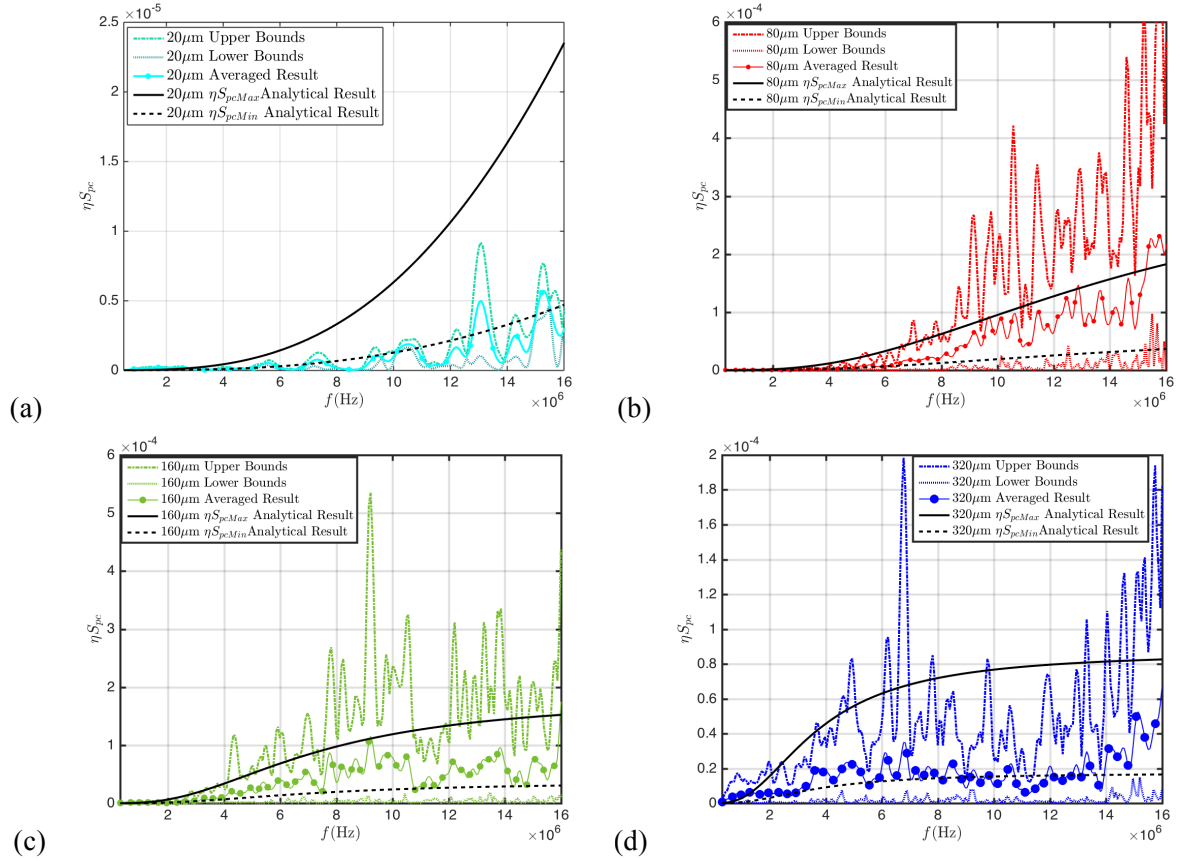 ×10⁻⁵
2.5
2
1.5
1
0.5
0
ηS_pc
20μm Upper Bounds
20μm Lower Bounds
20μm Averaged Result
20μm ηS_pcMax Analytical Result
20μm ηS_pcMin Analytical Result
2 4 6 8 10 12 14 16
f(Hz)
×10⁶
(a)
×10⁻⁴
6
5
4
3
2
1
0
ηS_pc
80μm Upper Bounds
80μm Lower Bounds
80μm Averaged Result
80μm ηS_pcMax Analytical Result
80μm ηS_pcMin Analytical Result
2 4 6 8 10 12 14 16
f(Hz)
×10⁶
(b)
×10⁻⁴
6
5
4
3
2
1
0
ηS_pc
160μm Upper Bounds
160μm Lower Bounds
160μm Averaged Result
160μm ηS_pcMax Analytical Result
160μm ηS_pcMin Analytical Result
2 4 6 8 10 12 14 16
f(Hz)
×10⁶
(c)
×10⁻⁴
2
1.8
1.6
1.4
1.2
1
0.8
0.6
0.4
0.2
0
ηS_pc
320μm Upper Bounds
320μm Lower Bounds
320μm Averaged Result
320μm ηS_pcMax Analytical Result
320μm ηS_pcMin Analytical Result
2 4 6 8 10 12 14 16
f(Hz)
×10⁶
(d)